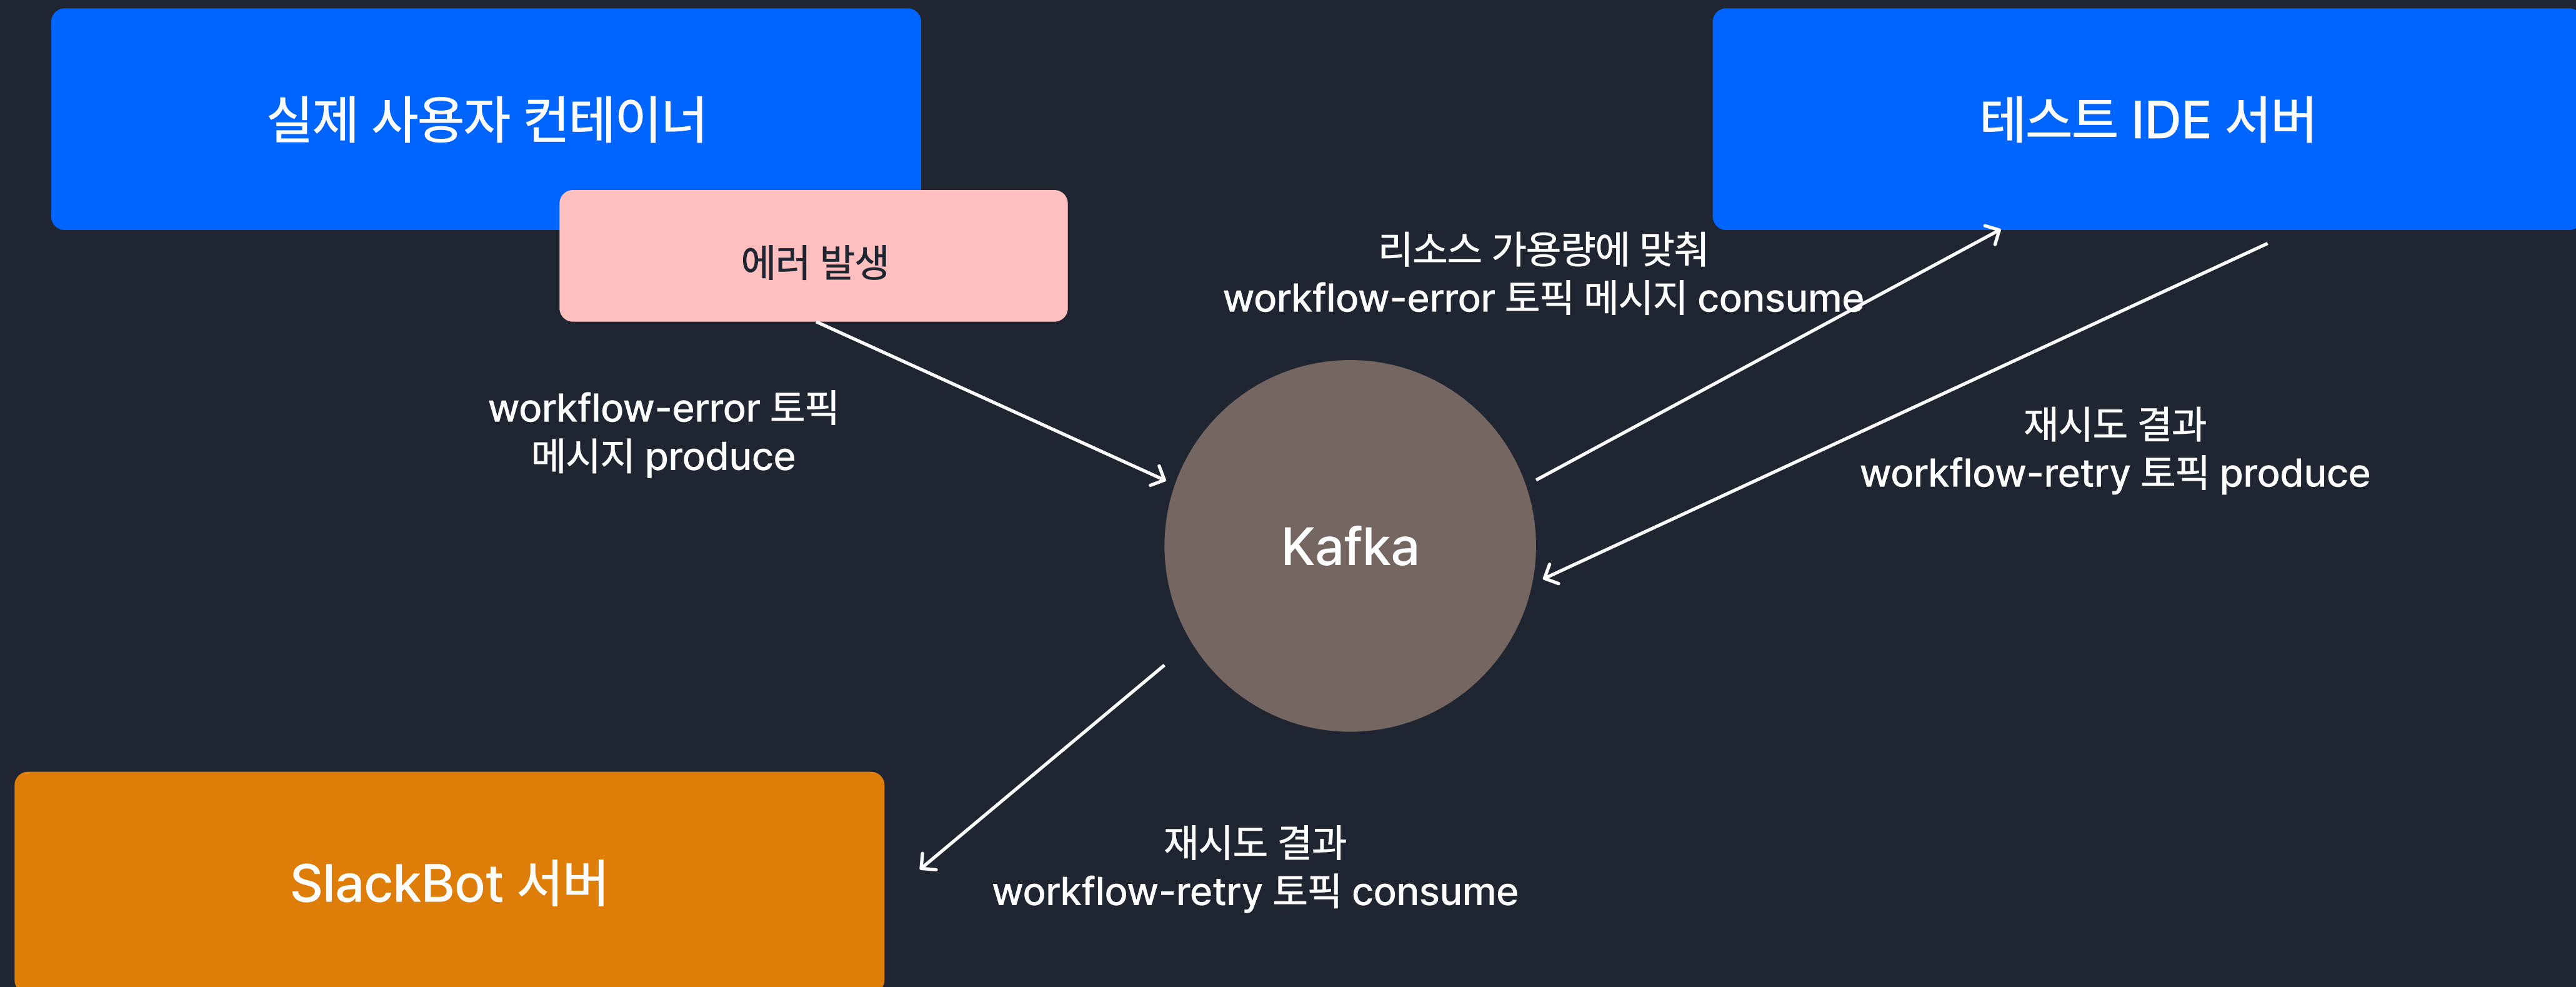 실제 사용자 컨테이너
테스트 IDE 서버
에러 발생
리소스 가용량에 맞춰
workflow-error 토픽 메시지 consume
workflow-error 토픽
메시지 produce
재시도 결과
workflow-retry 토픽 produce
Kafka
재시도 결과
workflow-retry 토픽 consume
SlackBot 서버